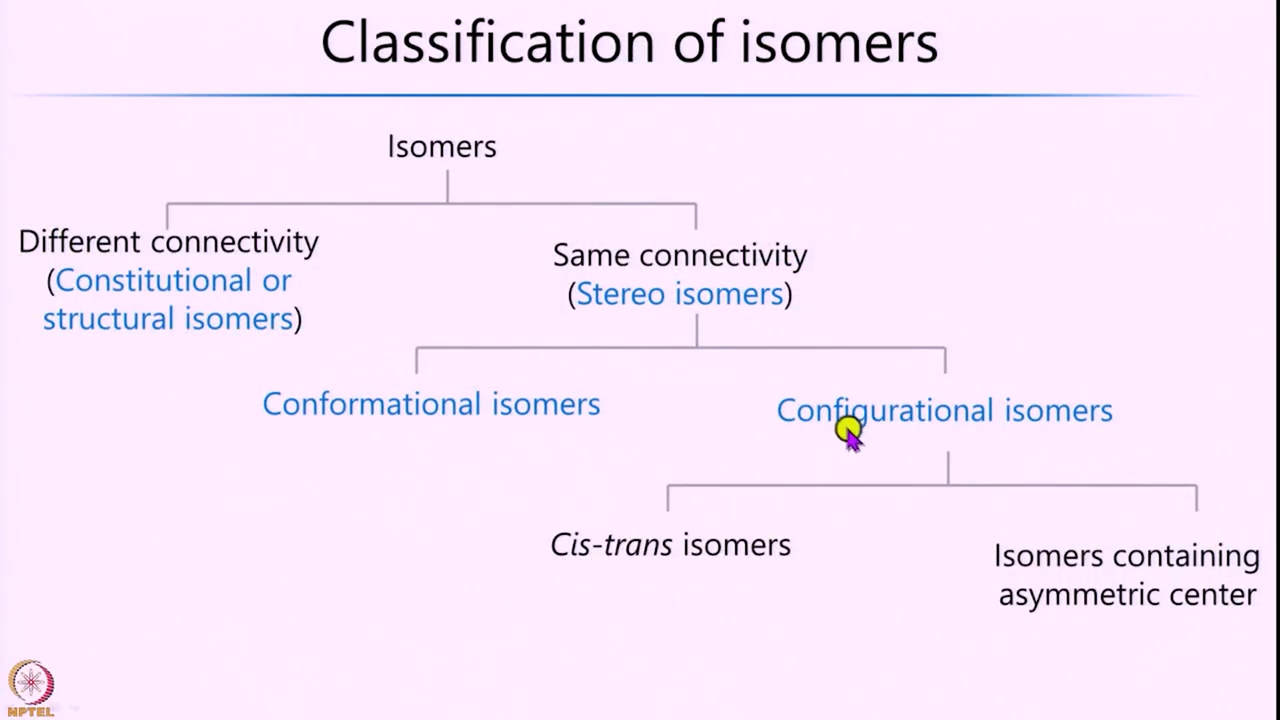 Classification of isomers
Isomers
Different connectivity
(Constitutional or
structural isomers)
Same connectivity
(Stereo isomers)
Conformational isomers
Configurational isomers
Cis-trans isomers
Isomers containing
asymmetric center
NPTEL